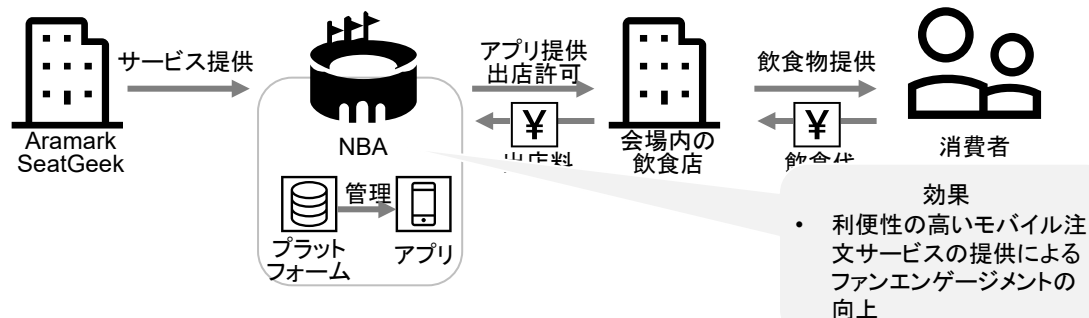 サービス提供
Aramark
SeatGeek
NBA
管理
プラット
フォーム
アプリ
アプリ提供
出店許可
¥
出店料
会場内の
飲食店
飲食物提供
¥
飲食代
消費者
効果
• 利便性の高いモバイル注
文サービスの提供による
ファンエンゲージメントの
向上